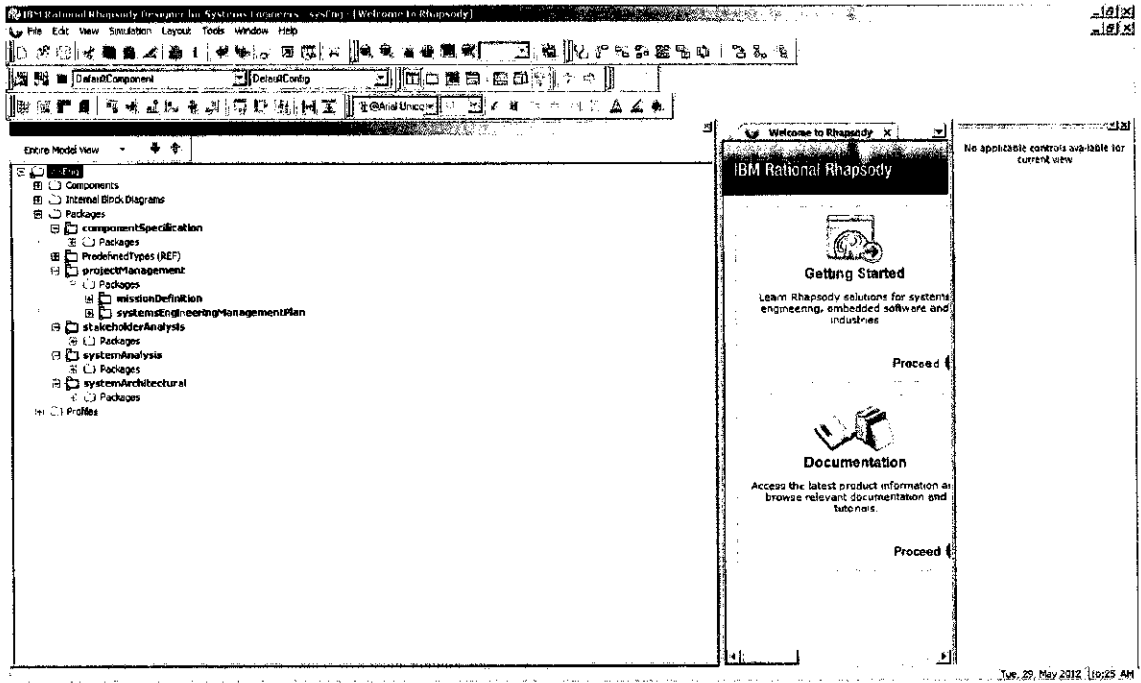 IBM Rational Rhapsody Designer for Systems Engineers - sysEng - [Welcome to Rhapsody]
File Edit View Simulation Layout Tools Window Help
DefaultComponent DefaultConfig
@Arial Unico
Welcome to Rhapsody
Entire Model View
No applicable controls available for
current view
sysEng
IBM Rational Rhapsody
Components
Internal Block Diagrams
Packages
componentSpecification
Packages
PredefinedTypes (REF)
projectManagement
Packages
missionDefinition
systemsEngineeringManagementPlan
stakeholderAnalysis
Packages
systemAnalysis
Packages
systemArchitectural
Packages
Profiles
Getting Started
Learn Rhapsody solutions for systems
engineering, embedded software and
industries
Proceed
Documentation
Access the latest product information a
browse relevant documentation and
tutorials.
Proceed
Tue, 29. May 2012 10:25 AM